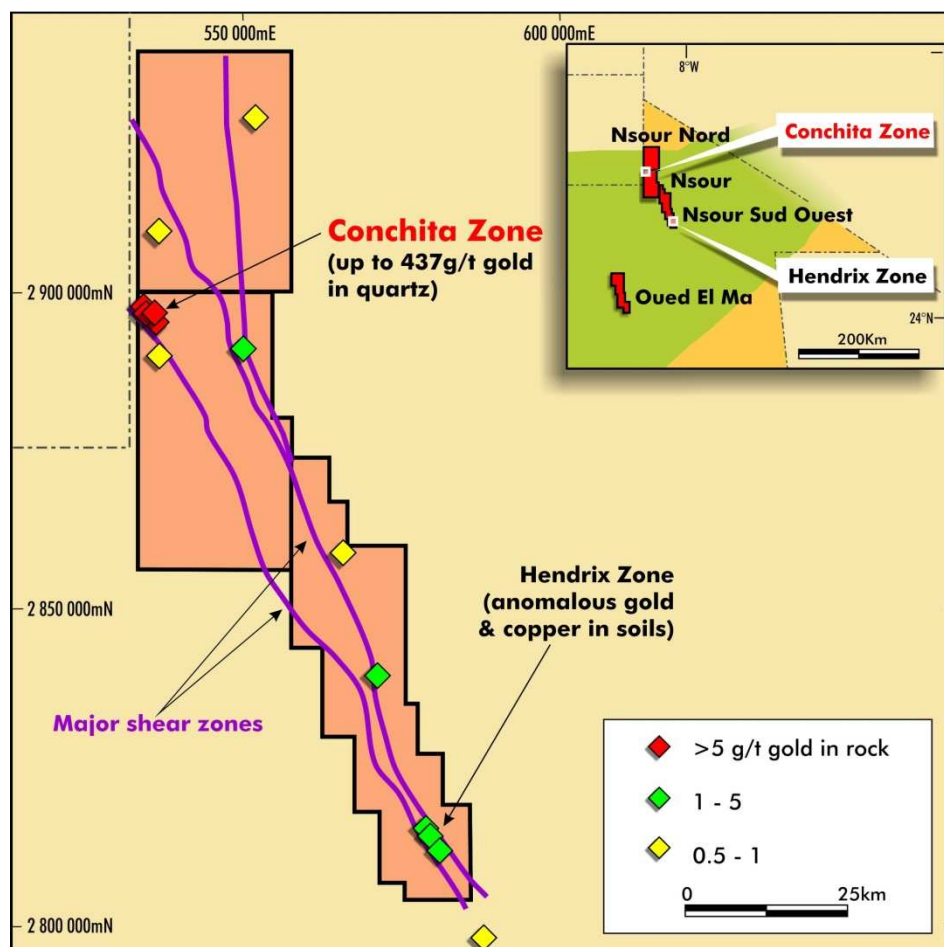 550 000mE
600 000mE
8°W
Nsour Nord
Conchita Zone
Nsour
Nsour Sud Ouest
Hendrix Zone
Oued El Ma
24°N
200Km
Conchita Zone
(up to 437g/t gold
in quartz)
2 900 000mN
Hendrix Zone
(anomalous gold
& copper in soils)
2 850 000mN
Major shear zones
>5 g/t gold in rock
1 - 5
0.5 - 1
0
25km
2 800 000mN